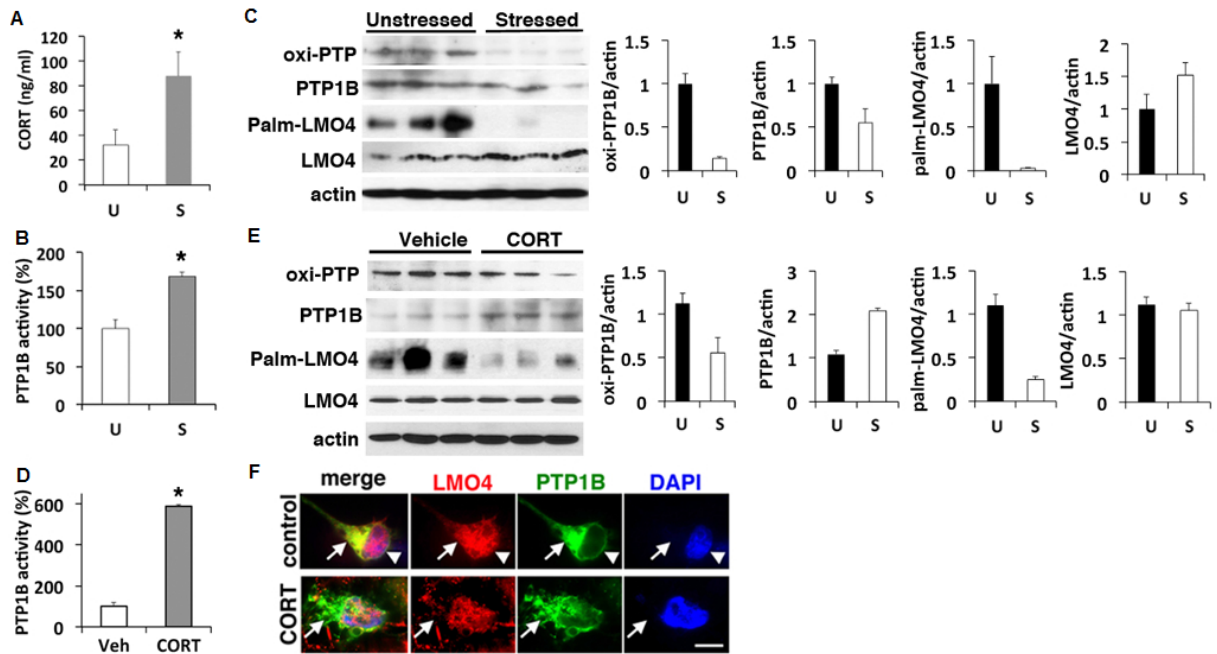 A
CORT (ng/ml)
120
100
80
60
40
20
0
*
U S
B
PTP1B activity (%)
200
150
100
50
0
*
U S
C
Unstressed Stressed
oxi-PTP
PTP1B
Palm-LMO4
LMO4
actin
oxi-PTP1B/actin
1.5
1
0.5
0
U S
PTP1B/actin
1.5
1
0.5
0
U S
palm-LMO4/actin
1.5
1
0.5
0
U S
LMO4/actin
2
1.5
1
0.5
0
U S
D
PTP1B activity (%)
600
400
200
0
*
Veh CORT
E
Vehicle CORT
oxi-PTP
PTP1B
Palm-LMO4
LMO4
actin
oxi-PTP1B/actin
1.5
1
0.5
0
U S
PTP1B/actin
3
2
1
0
U S
palm-LMO4/actin
1.5
1
0.5
0
U S
LMO4/actin
1.5
1
0.5
0
U S
F
merge LMO4 PTP1B DAPI
control
CORT